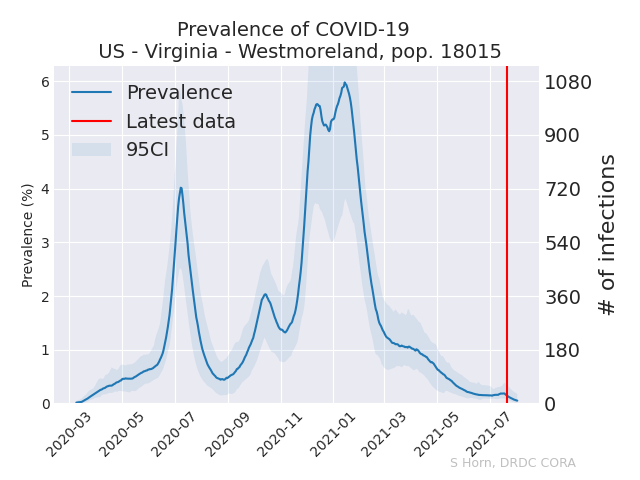 Prevalence of COVID-19
US - Virginia - Westmoreland, pop. 18015
Prevalence
Latest data
95CI
Prevalence (%)
6
5
4
3
2
1
0
# of infections
1080
900
720
540
360
180
0
2020-03
2020-05
2020-07
2020-09
2020-11
2021-01
2021-03
2021-05
2021-07
S Horn, DRDC CORA